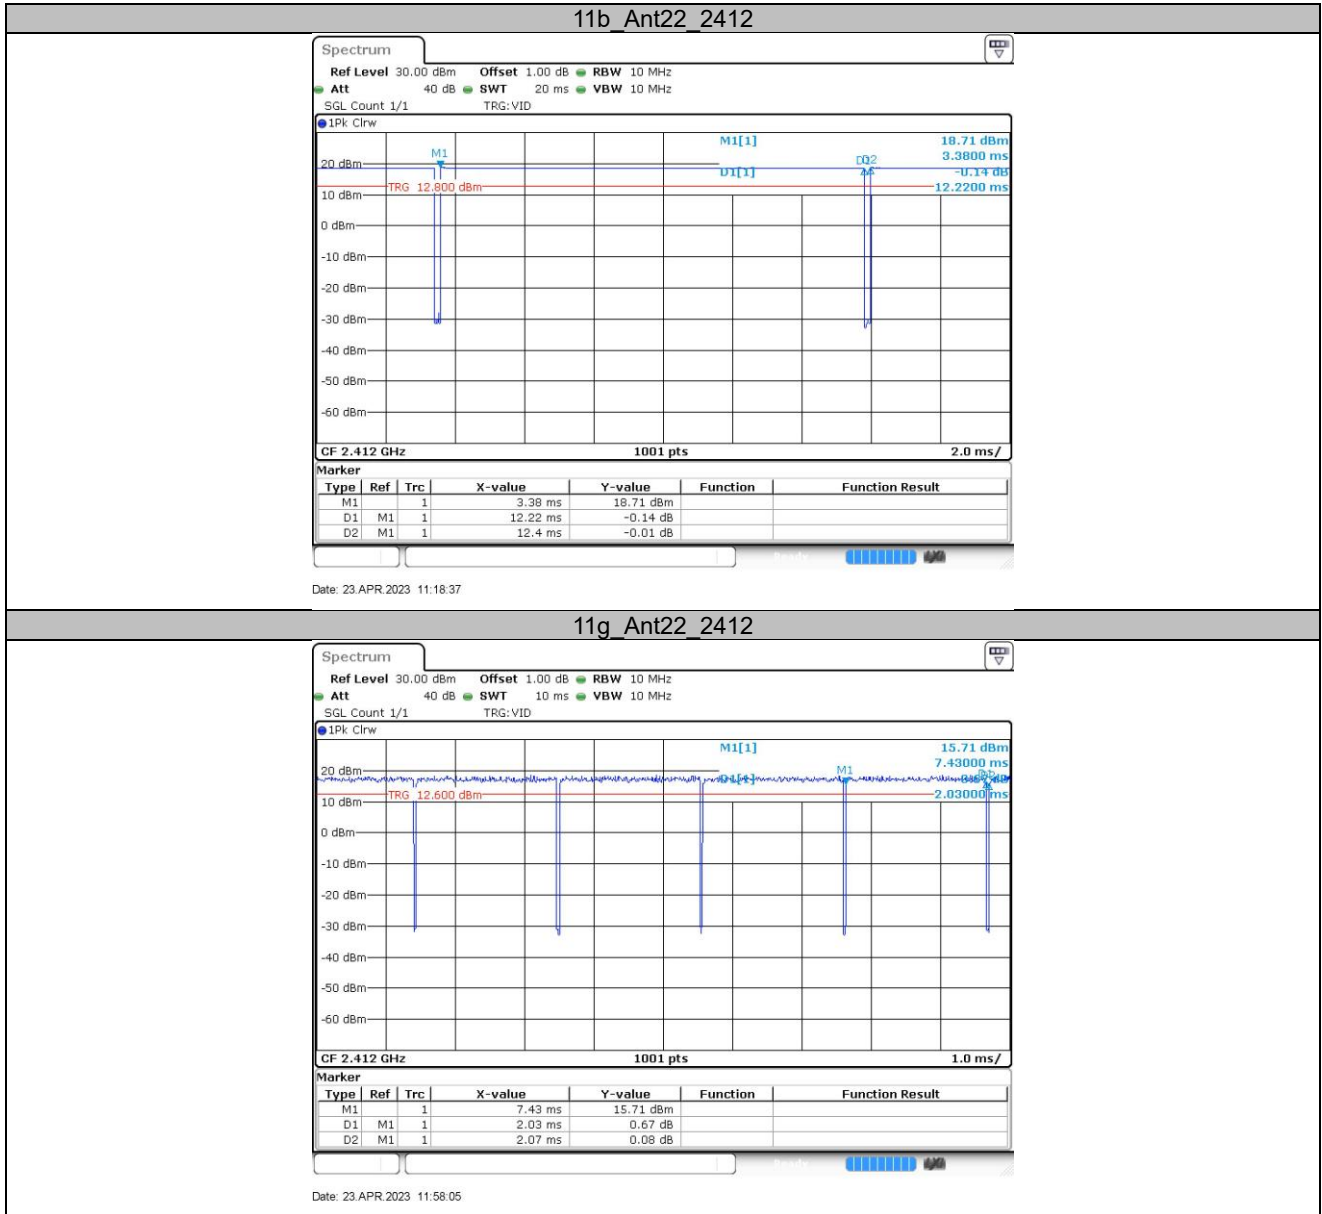 11b_Ant22_2412
Spectrum
Ref Level 30.00 dBm Offset 1.00 dB RBW 10 MHz
Att 40 dB SWT 20 ms VBW 10 MHz
SGL Count 1/1 TRG:VID
1Pk Clrw
M1[1] 18.71 dBm
3.3800 ms
D1[1] -0.14 dB
12.2200 ms
M1
D2
20 dBm
TRG 12.800 dBm
10 dBm
0 dBm
-10 dBm
-20 dBm
-30 dBm
-40 dBm
-50 dBm
-60 dBm
CF 2.412 GHz 1001 pts 2.0 ms/
Marker
Type Ref Trc X-value Y-value Function Function Result
M1 1 3.38 ms 18.71 dBm
D1 M1 1 12.22 ms -0.14 dB
D2 M1 1 12.4 ms -0.01 dB
Ready
Date: 23.APR.2023 11:18:37
11g_Ant22_2412
Spectrum
Ref Level 30.00 dBm Offset 1.00 dB RBW 10 MHz
Att 40 dB SWT 10 ms VBW 10 MHz
SGL Count 1/1 TRG:VID
1Pk Clrw
M1[1] 15.71 dBm
7.43000 ms
D1[1]
2.03000 ms
M1
20 dBm
TRG 12.600 dBm
10 dBm
0 dBm
-10 dBm
-20 dBm
-30 dBm
-40 dBm
-50 dBm
-60 dBm
CF 2.412 GHz 1001 pts 1.0 ms/
Marker
Type Ref Trc X-value Y-value Function Function Result
M1 1 7.43 ms 15.71 dBm
D1 M1 1 2.03 ms 0.67 dB
D2 M1 1 2.07 ms 0.08 dB
Ready
Date: 23.APR.2023 11:58:05